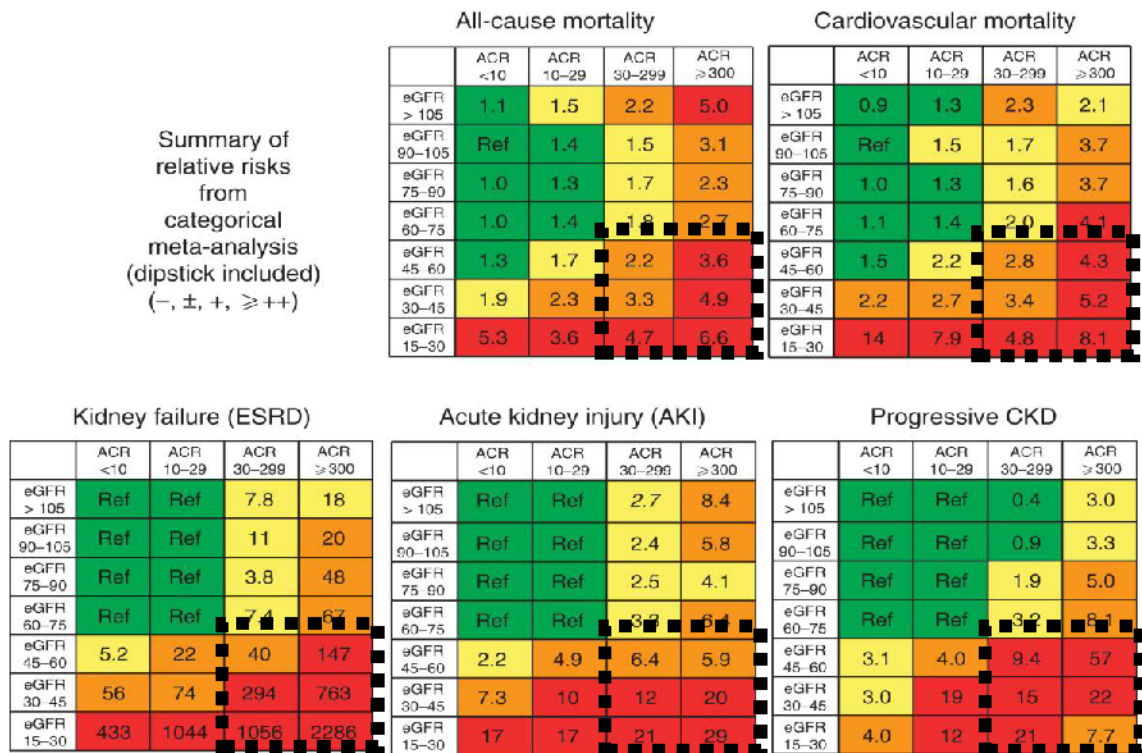 All-cause mortality
ACR <10 ACR 10–29 ACR 30–299 ACR ⩾300
eGFR > 105 1.1 1.5 2.2 5.0
eGFR 90–105 Ref 1.4 1.5 3.1
eGFR 75–90 1.0 1.3 1.7 2.3
eGFR 60–75 1.0 1.4 1.8 2.7
eGFR 45–60 1.3 1.7 2.2 3.6
eGFR 30–45 1.9 2.3 3.3 4.9
eGFR 15–30 5.3 3.6 4.7 6.6
Cardiovascular mortality
ACR <10 ACR 10–29 ACR 30–299 ACR ⩾300
eGFR > 105 0.9 1.3 2.3 2.1
eGFR 90–105 Ref 1.5 1.7 3.7
eGFR 75–90 1.0 1.3 1.6 3.7
eGFR 60–75 1.1 1.4 2.0 4.1
eGFR 45–60 1.5 2.2 2.8 4.3
eGFR 30–45 2.2 2.7 3.4 5.2
eGFR 15–30 14 7.9 4.8 8.1
Summary of
relative risks
from
categorical
meta-analysis
(dipstick included)
(−, ±, +, ⩾++)
Kidney failure (ESRD)
ACR <10 ACR 10–29 ACR 30–299 ACR ⩾300
eGFR > 105 Ref Ref 7.8 18
eGFR 90–105 Ref Ref 11 20
eGFR 75–90 Ref Ref 3.8 48
eGFR 60–75 Ref Ref 7.4 67
eGFR 45–60 5.2 22 40 147
eGFR 30–45 56 74 294 763
eGFR 15–30 433 1044 1056 2286
Acute kidney injury (AKI)
ACR <10 ACR 10–29 ACR 30–299 ACR ⩾300
eGFR > 105 Ref Ref 2.7 8.4
eGFR 90–105 Ref Ref 2.4 5.8
eGFR 75–90 Ref Ref 2.5 4.1
eGFR 60–75 Ref Ref 3.3 6.4
eGFR 45–60 2.2 4.9 6.4 5.9
eGFR 30–45 7.3 10 12 20
eGFR 15–30 17 17 21 29
Progressive CKD
ACR <10 ACR 10–29 ACR 30–299 ACR ⩾300
eGFR > 105 Ref Ref 0.4 3.0
eGFR 90–105 Ref Ref 0.9 3.3
eGFR 75–90 Ref Ref 1.9 5.0
eGFR 60–75 Ref Ref 3.2 8.1
eGFR 45–60 3.1 4.0 9.4 57
eGFR 30–45 3.0 19 15 22
eGFR 15–30 4.0 12 21 7.7